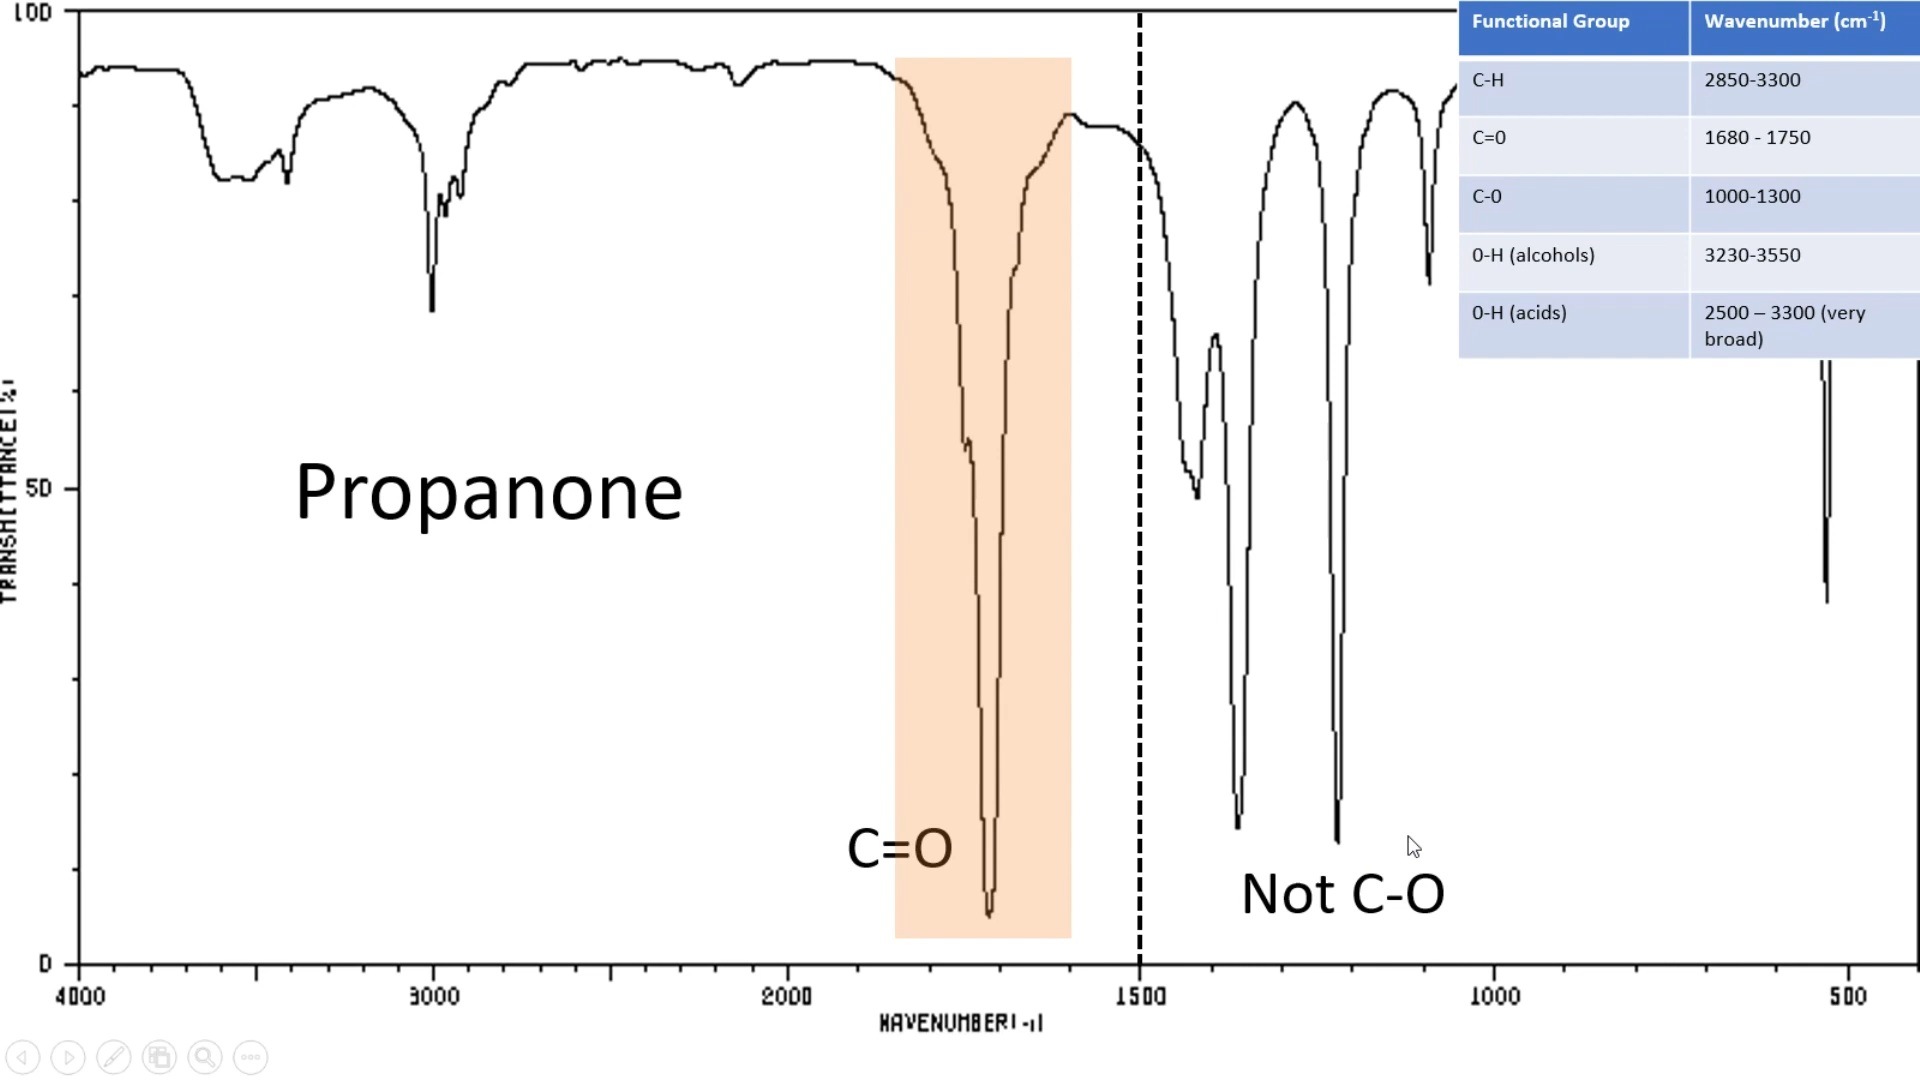 100
Functional Group Wavenumber (cm-1)
C-H 2850-3300
C=0 1680 - 1750
C-0 1000-1300
0-H (alcohols) 3230-3550
0-H (acids) 2500 – 3300 (very
broad)
TRANSMITTANCE(%)
50
Propanone
C=O
Not C-O
0
4000 3000 2000 1500 1000 500
WAVENUMBER(-1)